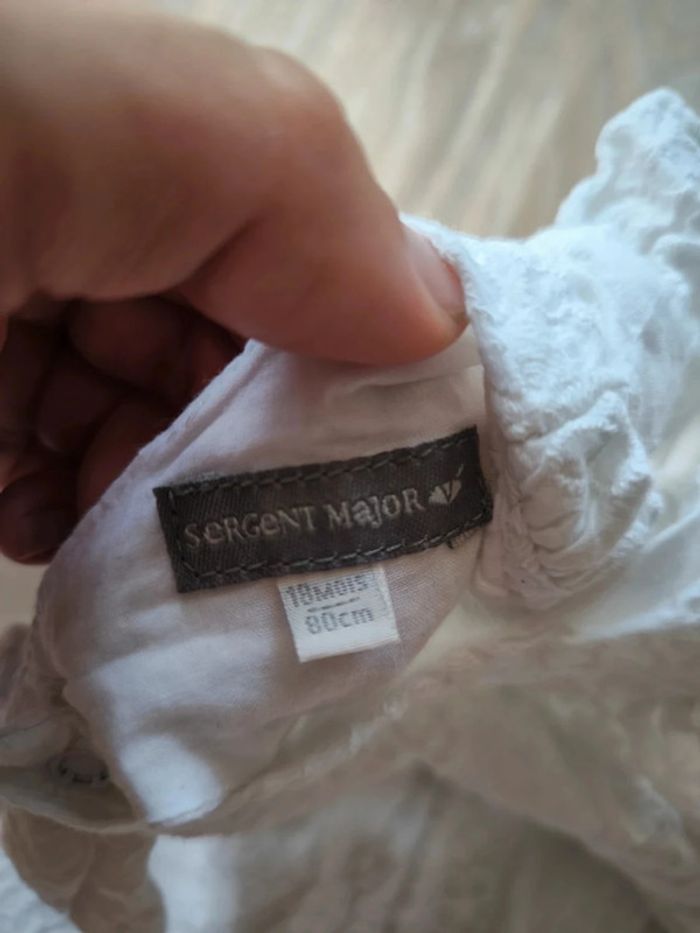 SeRGeNT MajoR
18MOIS
80cm